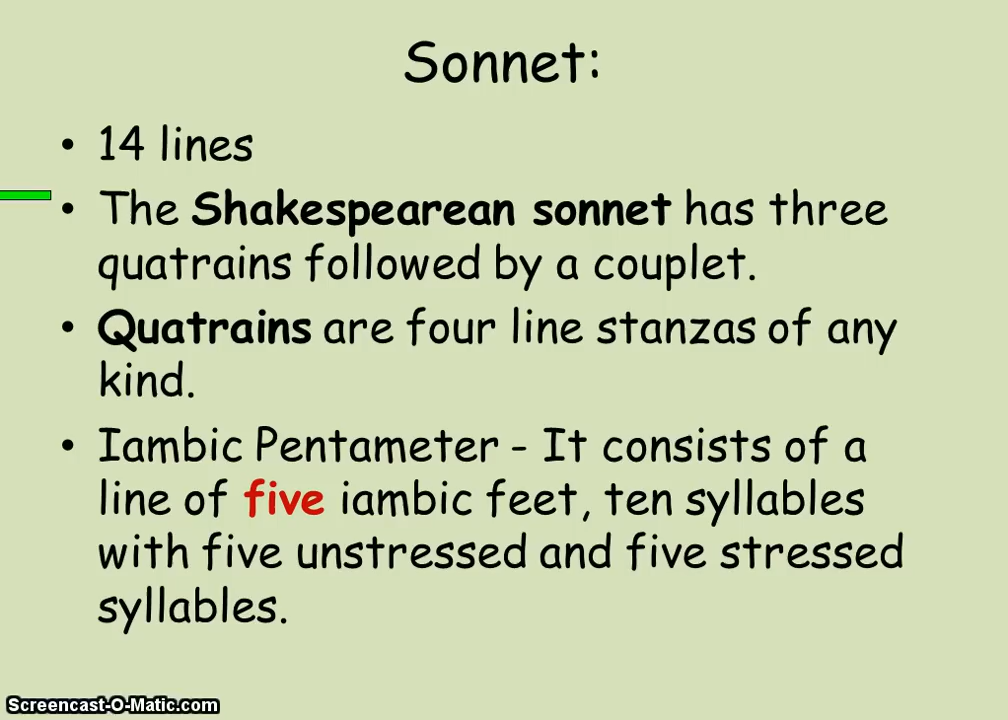 Sonnet:
• 14 lines
• The Shakespearean sonnet has three
quatrains followed by a couplet.
• Quatrains are four line stanzas of any
kind.
• Iambic Pentameter - It consists of a
line of five iambic feet, ten syllables
with five unstressed and five stressed
syllables.
Screencast-O-Matic.com